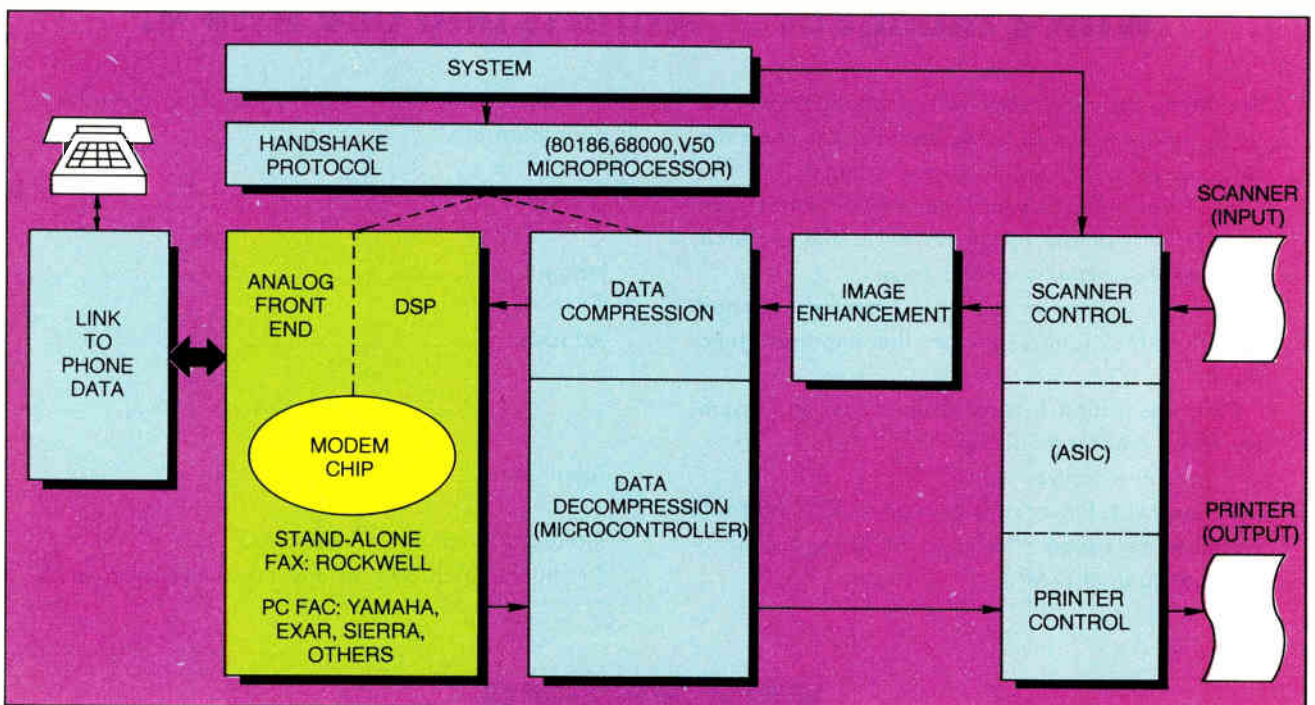 SYSTEM
HANDSHAKE
PROTOCOL
(80186,68000,V50
MICROPROCESSOR)
LINK
TO
PHONE
DATA
ANALOG
FRONT
END
DSP
MODEM
CHIP
STAND-ALONE
FAX: ROCKWELL
PC FAC: YAMAHA,
EXAR, SIERRA,
OTHERS
DATA
COMPRESSION
DATA
DECOMPRESSION
(MICROCONTROLLER)
IMAGE
ENHANCEMENT
SCANNER
CONTROL
(ASIC)
PRINTER
CONTROL
SCANNER
(INPUT)
PRINTER
(OUTPUT)